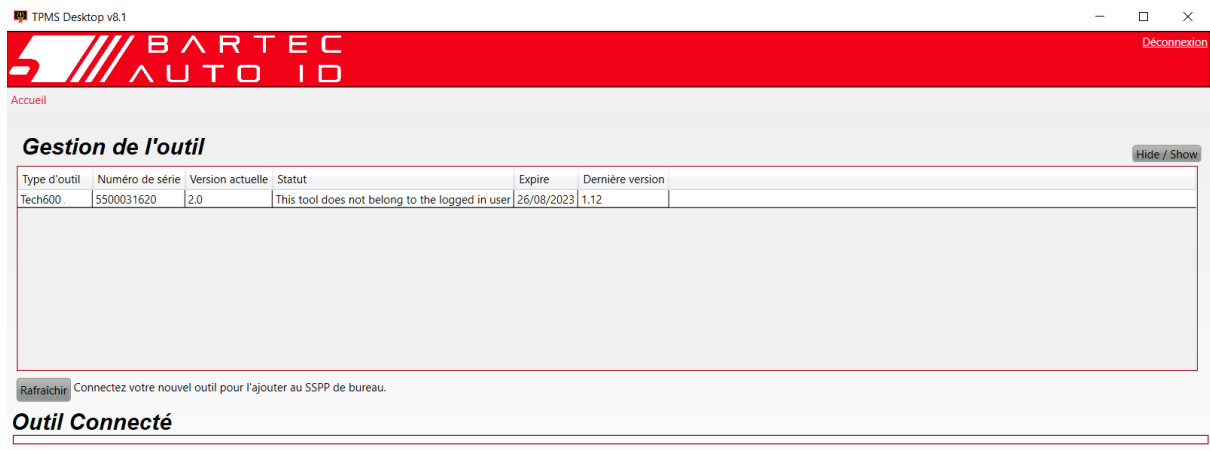 TPMS Desktop v8.1
BARTEC
AUTO ID
Déconnexion
Accueil
Gestion de l'outil
Hide / Show
Type d'outil Numéro de série Version actuelle Statut Expire Dernière version
Tech600 . 5500031620 2.0 This tool does not belong to the logged in user 26/08/2023 1.12
Rafraîchir Connectez votre nouvel outil pour l'ajouter au SSPP de bureau.
Outil Connecté